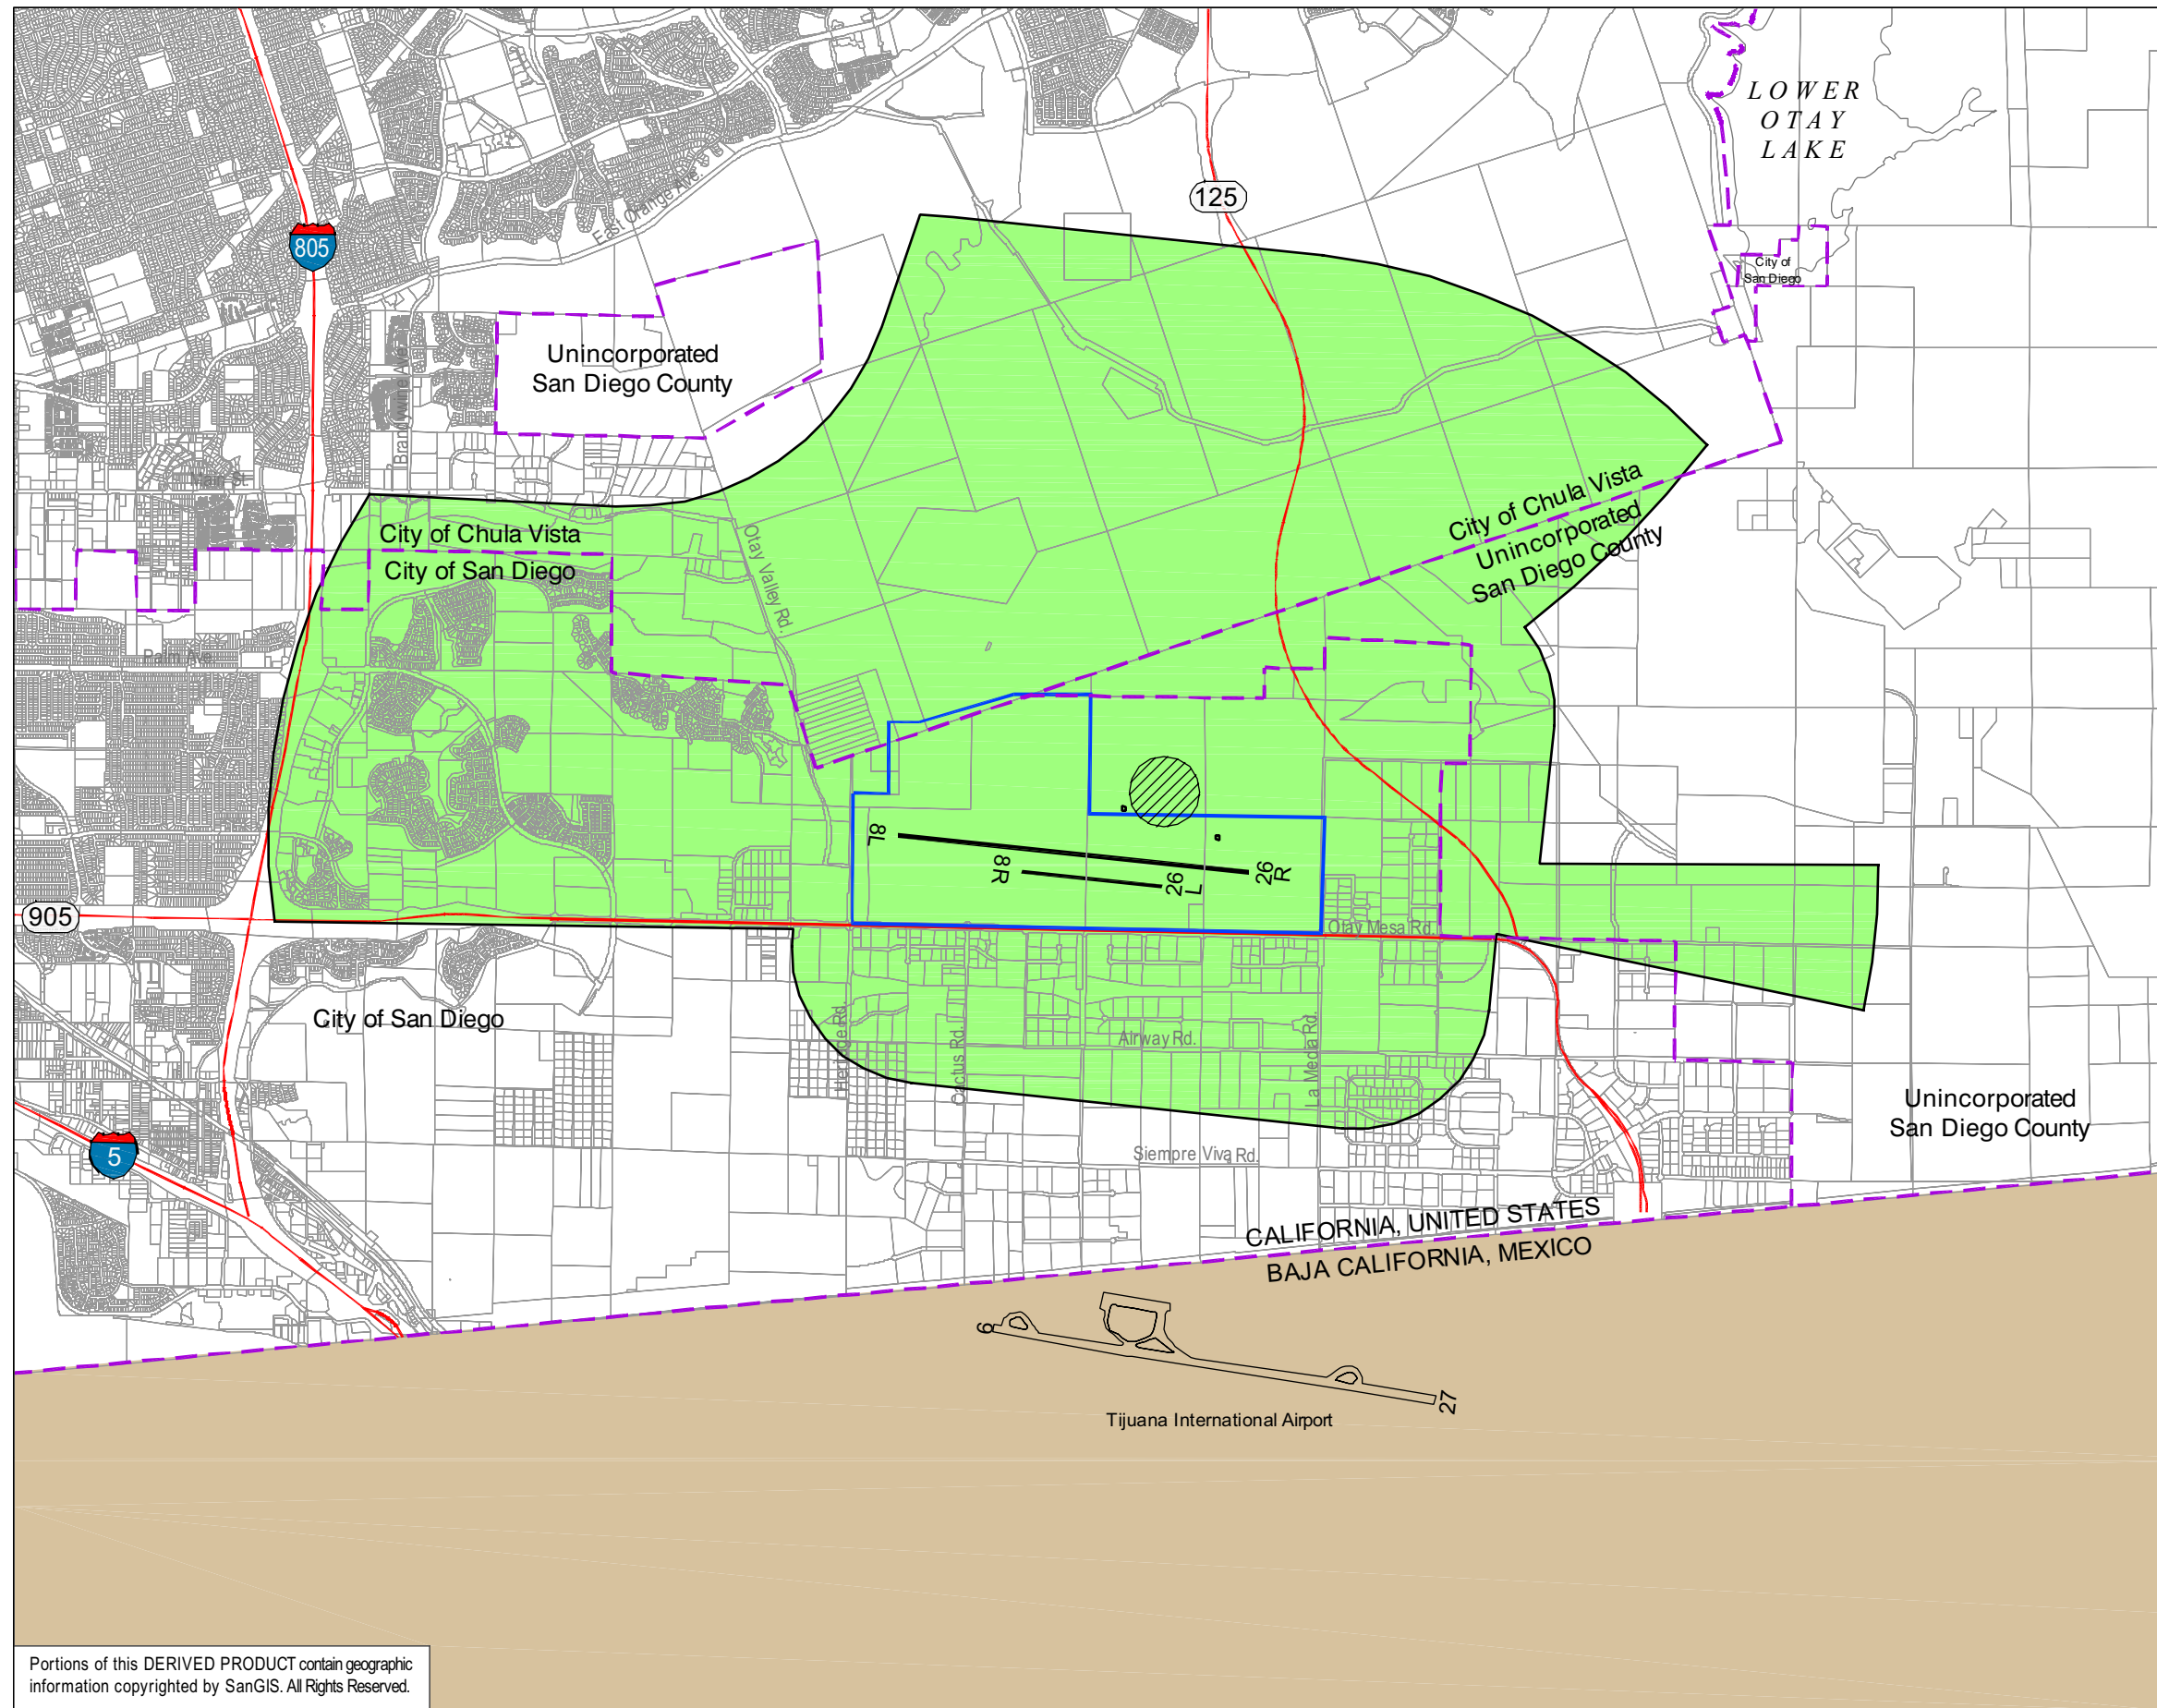 LOWER
OTAY
LAKE
125
East Orange Ave.
805
City of
San Diego
Unincorporated
San Diego County
Brandywine Ave.
Main St.
City of Chula Vista
Unincorporated
San Diego County
City of Chula Vista
City of San Diego
Otay Valley Rd.
Palm Ave.
8L
8R
26
L
26
R
905
Otay Mesa Rd.
City of San Diego
Heritage Rd.
Cactus Rd.
Airway Rd.
La Media Rd.
Unincorporated
San Diego County
5
Siempre Viva Rd.
CALIFORNIA, UNITED STATES
BAJA CALIFORNIA, MEXICO
9
27
Tijuana International Airport
Portions of this DERIVED PRODUCT contain geographic
information copyrighted by SanGIS. All Rights Reserved.